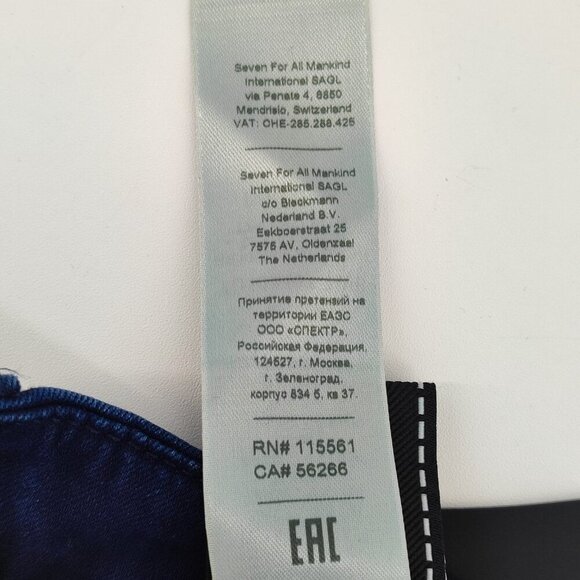 Seven For All Mankind
International SAGL
via Penate 4, 6850
Mendrisio, Switzerland
VAT: CHE-285.288.425
Seven For All Mankind
International SAGL
c/o Bleckmann
Nederland B.V.
Eekboerstraat 25
7575 AV, Oldenzaal
The Netherlands
Принятие претензий на
территории ЕАЭС
ООО «СПЕКТР»,
Российская Федерация,
124527, г. Москва,
г. Зеленоград,
корпус 834 б, кв 37.
RN# 115561
CA# 56266
EAC